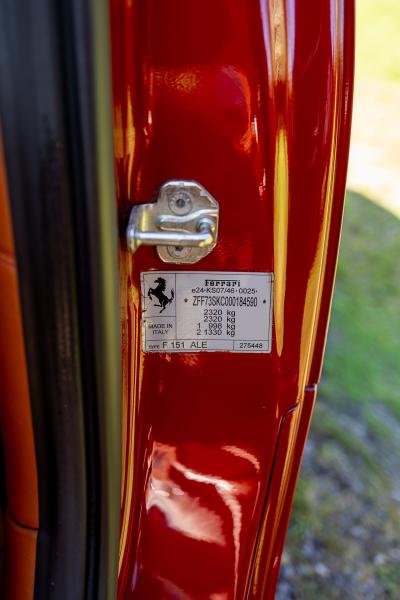 Ferrari
e24*KS07/46*0025*
* ZFF73SKC000184590 *
2320 kg
2320 kg
1 998 kg
2 1330 kg
MADE IN
ITALY
TYPE F 151 ALE 275448